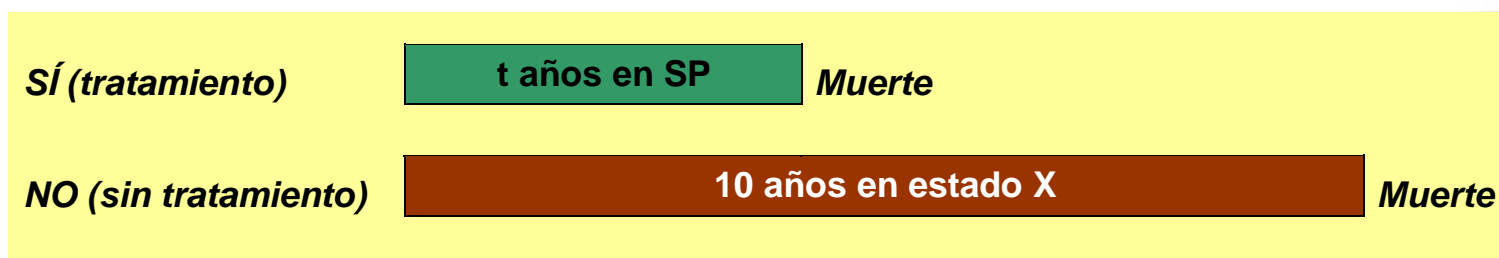 SÍ (tratamiento) t años en SP Muerte
NO (sin tratamiento) 10 años en estado X Muerte